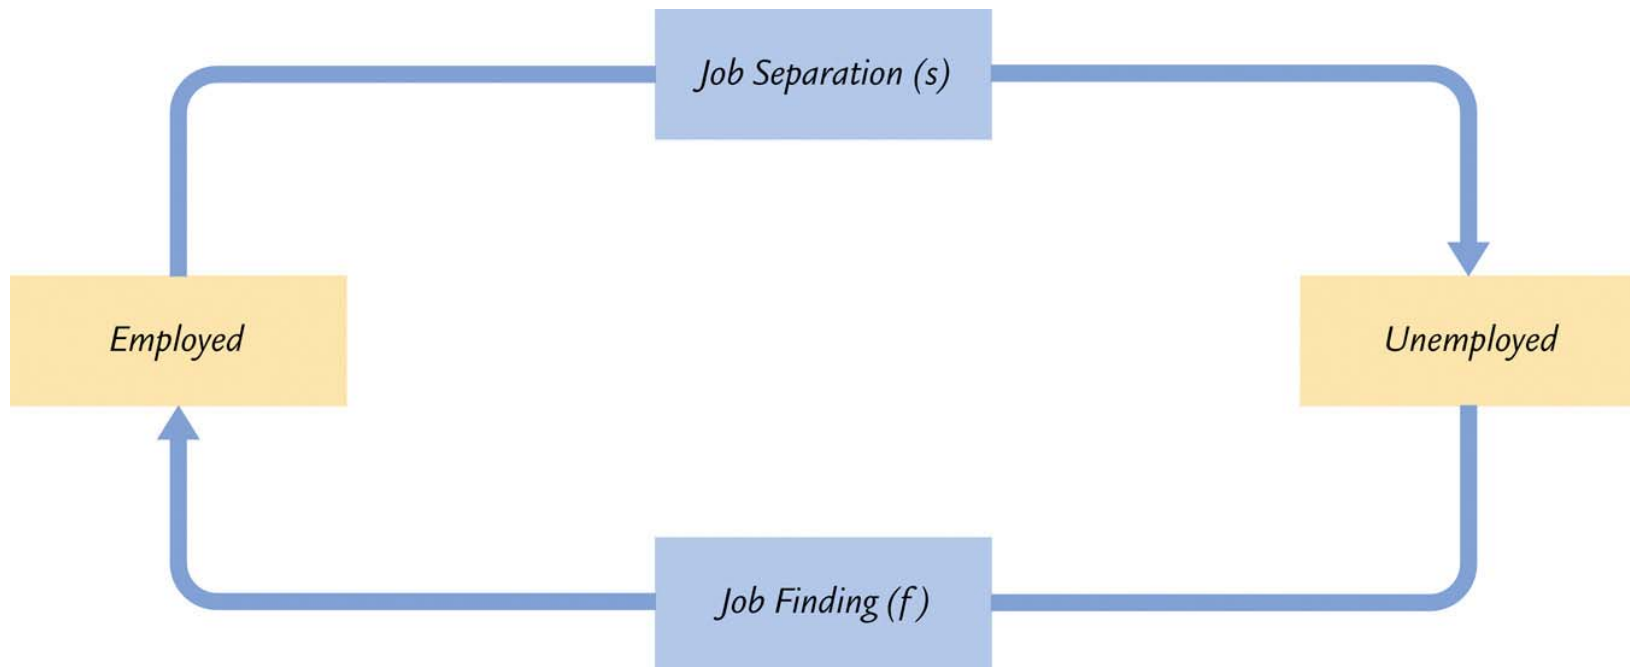 Job Separation (s)
Employed
Unemployed
Job Finding (f)